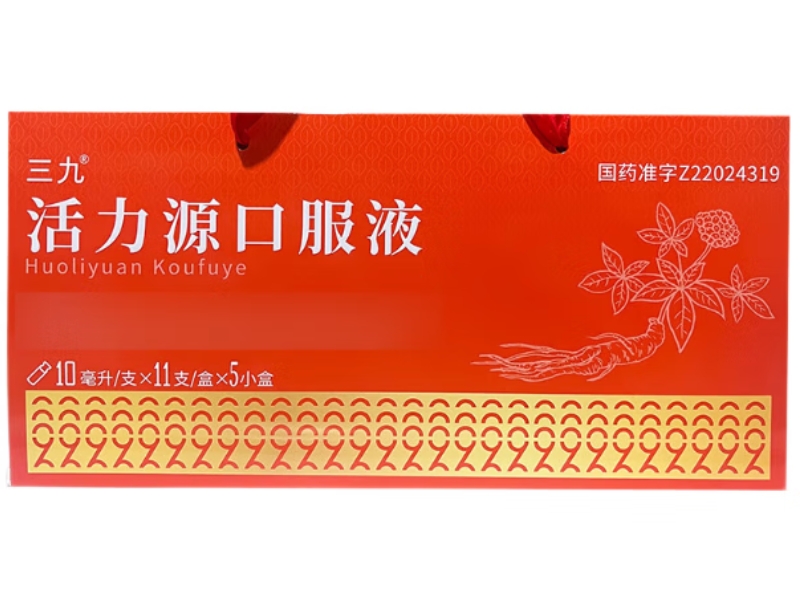 三九®
国药准字Z22024319
活力源口服液
Huoliyuan Koufuye
10毫升/支×11支/盒×5小盒